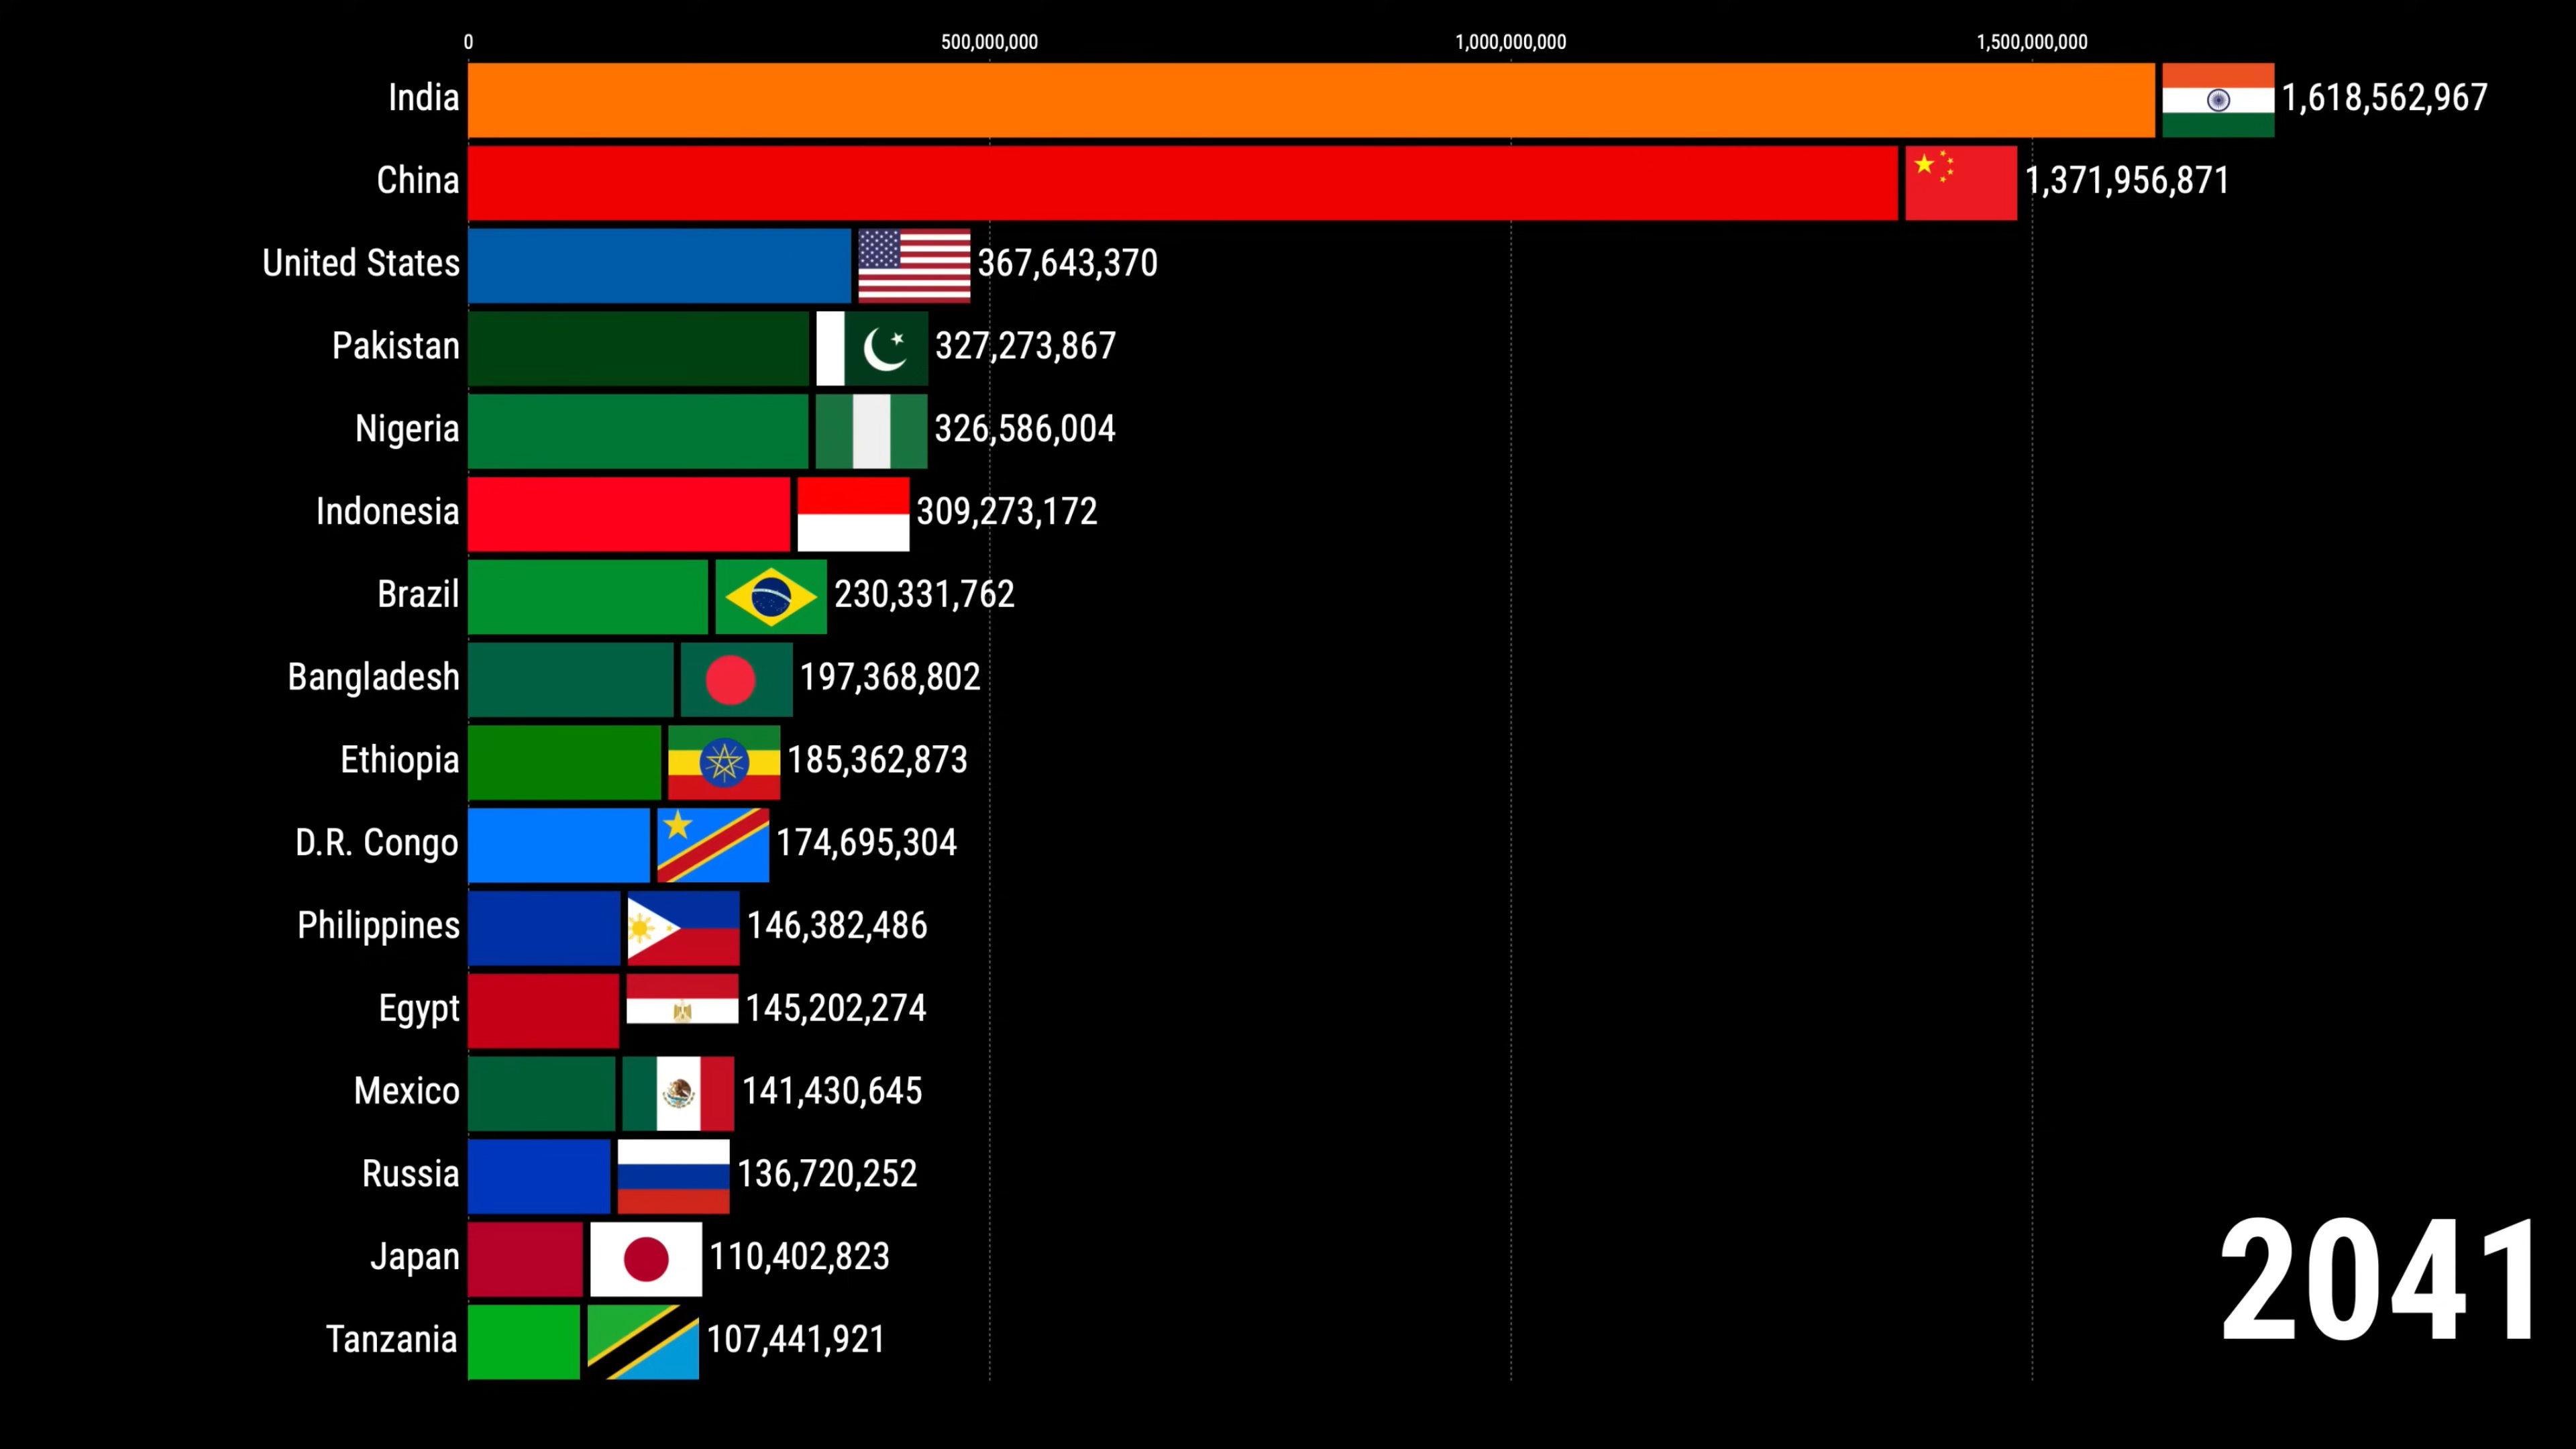 0 500,000,000 1,000,000,000 1,500,000,000
India 1,618,562,967
China 1,371,956,871
United States 367,643,370
Pakistan 327,273,867
Nigeria 326,586,004
Indonesia 309,273,172
Brazil 230,331,762
Bangladesh 197,368,802
Ethiopia 185,362,873
D.R. Congo 174,695,304
Philippines 146,382,486
Egypt 145,202,274
Mexico 141,430,645
Russia 136,720,252
Japan 110,402,823
Tanzania 107,441,921
2041